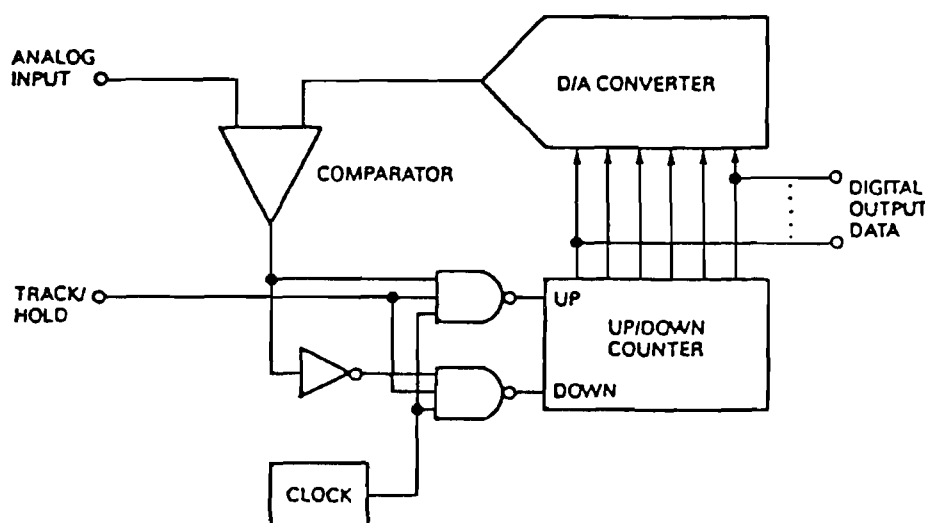 ANALOG
INPUT
D/A CONVERTER
COMPARATOR
DIGITAL
OUTPUT
DATA
TRACK/
HOLD
UP
UP/DOWN
COUNTER
DOWN
CLOCK